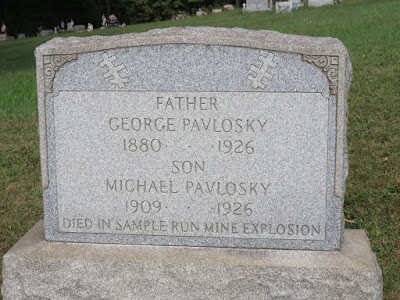 FATHER
GEORGE PAVLOSKY
1880 · · 1926
SON
MICHAEL PAVLOSKY
1909 · · 1926
DIED IN SAMPLE RUN MINE EXPLOSION